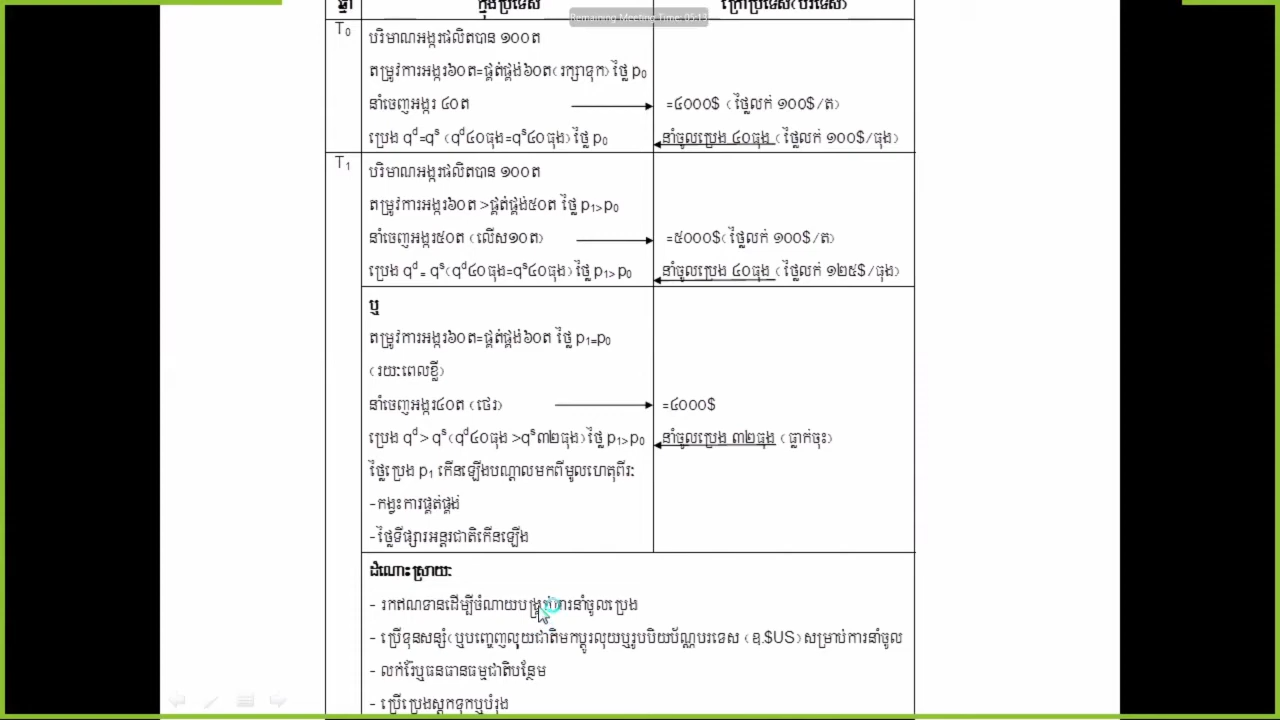 ឆ្នាំ ក្នុងប្រទេស ក្រៅប្រទេស(បរទេស)
Remaining Meeting Time: 05:13
T0 បរិមាណអង្ករផលិតបាន ១០០ត
តម្រូវការអង្ករ៦០ត=ផ្គត់ផ្គង់៦០ត(រក្សាទុក)ថ្លៃ p0
នាំចេញអង្ករ ៤០ត =៤០០០$ (ថ្លៃលក់ ១០០$/ត)
ប្រេង qd=qs (qd៤០ធុង=qs៤០ធុង)ថ្លៃ p0 នាំចូលប្រេង ៤០ធុង (ថ្លៃលក់ ១០០$/ធុង)
T1 បរិមាណអង្ករផលិតបាន ១០០ត
តម្រូវការអង្ករ៦០ត >ផ្គត់ផ្គង់៥០ត ថ្លៃ p1>p0
នាំចេញអង្ករ៥០ត (លើស១០ត) =៥០០០$(ថ្លៃលក់ ១០០$/ត)
ប្រេង qd= qs(qd៤០ធុង=qs៤០ធុង)ថ្លៃ p1>p0 នាំចូលប្រេង ៤០ធុង (ថ្លៃលក់ ១២៥$/ធុង)
ឬ
តម្រូវការអង្ករ៦០ត=ផ្គត់ផ្គង់៦០ត ថ្លៃ p1=p0
(រយៈពេលខ្លី)
នាំចេញអង្ករ៤០ត (ថេរ) =៤០០០$
ប្រេង qd> qs(qd៤០ធុង >qs៣២ធុង)ថ្លៃ p1>p0 នាំចូលប្រេង ៣២ធុង (ធ្លាក់ចុះ)
ថ្លៃប្រេង p1 កើនឡើងបណ្តាលមកពីមូលហេតុពីរៈ
-កង្វះការផ្គត់ផ្គង់
-ថ្លៃទីផ្សារអន្តរជាតិកើនឡើង
ដំណោះស្រាយៈ
- រកឥណទានដើម្បីចំណាយបង្គ្រប់ការនាំចូលប្រេង
- ប្រើទុនសន្សំ(ឬបញ្ចេញលុយជាតិមកប្តូរលុយឬរូបិយប័ណ្ណបរទេស (ឧ.$US)សម្រាប់ការនាំចូល
- លក់រ៉ែឬធនធានធម្មជាតិបន្ថែម
- ប្រើប្រេងស្តុកទុកឬបំរុង